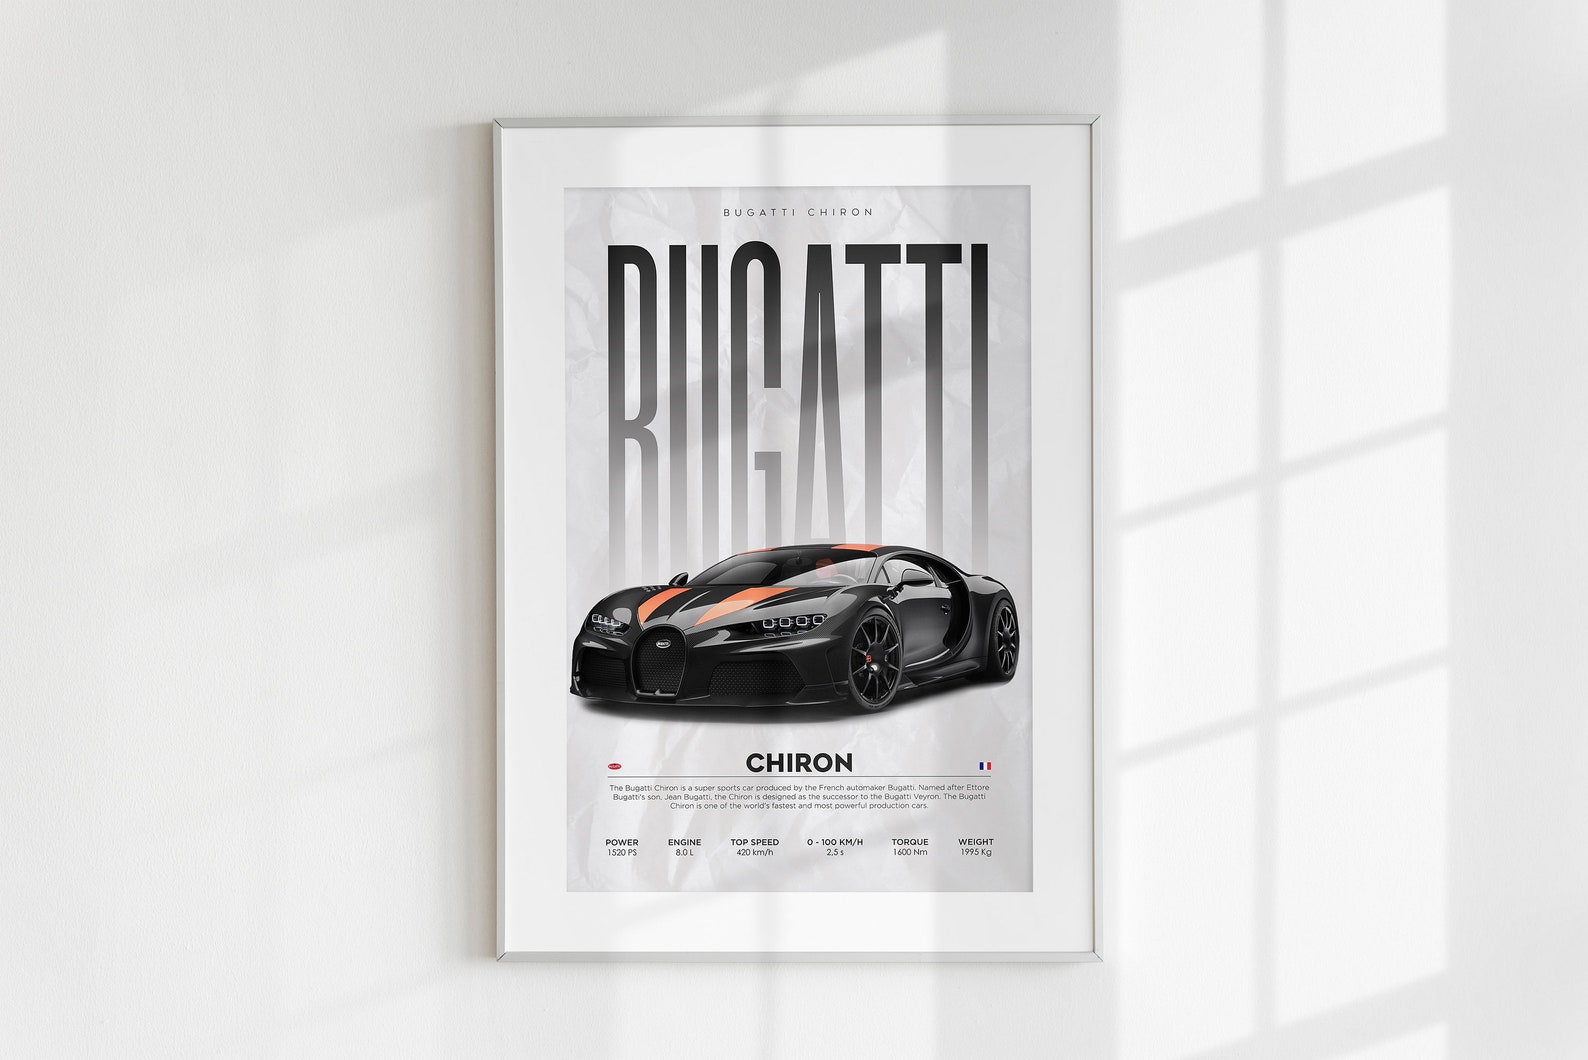 BUGATTI CHIRON
BUGATTI
CHIRON
The Bugatti Chiron is a super sports car produced by the French automaker Bugatti. Named after Ettore
Bugatti's son, Jean Bugatti, the Chiron is designed as the successor to the Bugatti Veyron. The Bugatti
Chiron is one of the world's fastest and most powerful production cars.
POWER ENGINE TOP SPEED 0 - 100 KM/H TORQUE WEIGHT
1520 PS 8.0 L 420 km/h 2,5 s 1600 Nm 1995 Kg